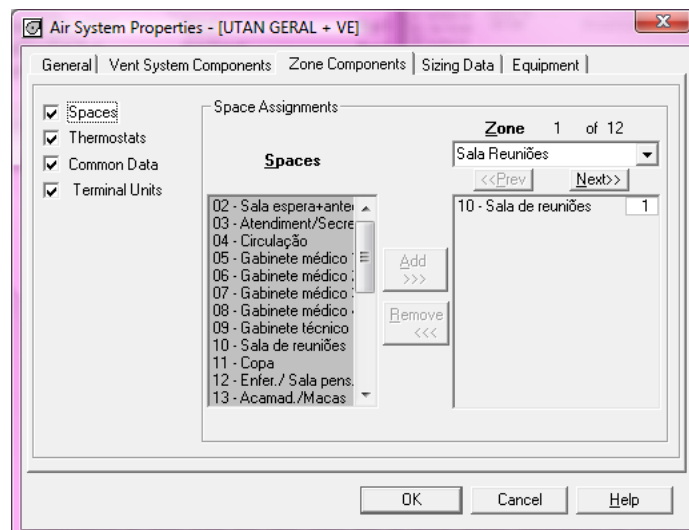 Air System Properties - [UTAN GERAL + VE]
General
Vent System Components
Zone Components
Sizing Data
Equipment
Spaces
Thermostats
Common Data
Terminal Units
Space Assignments
Spaces
02 - Sala espera+ante
03 - Atendiment/Secre
04 - Circulação
05 - Gabinete médico
06 - Gabinete médico
07 - Gabinete médico
08 - Gabinete médico
09 - Gabinete técnico
10 - Sala de reuniões
11 - Copa
12 - Enfer./ Sala pens.
13 - Acamad./Macas
Add
>>>
Remove
<<<
Zone 1 of 12
Sala Reuniões
<<Prev
Next>>
10 - Sala de reuniões 1
OK
Cancel
Help